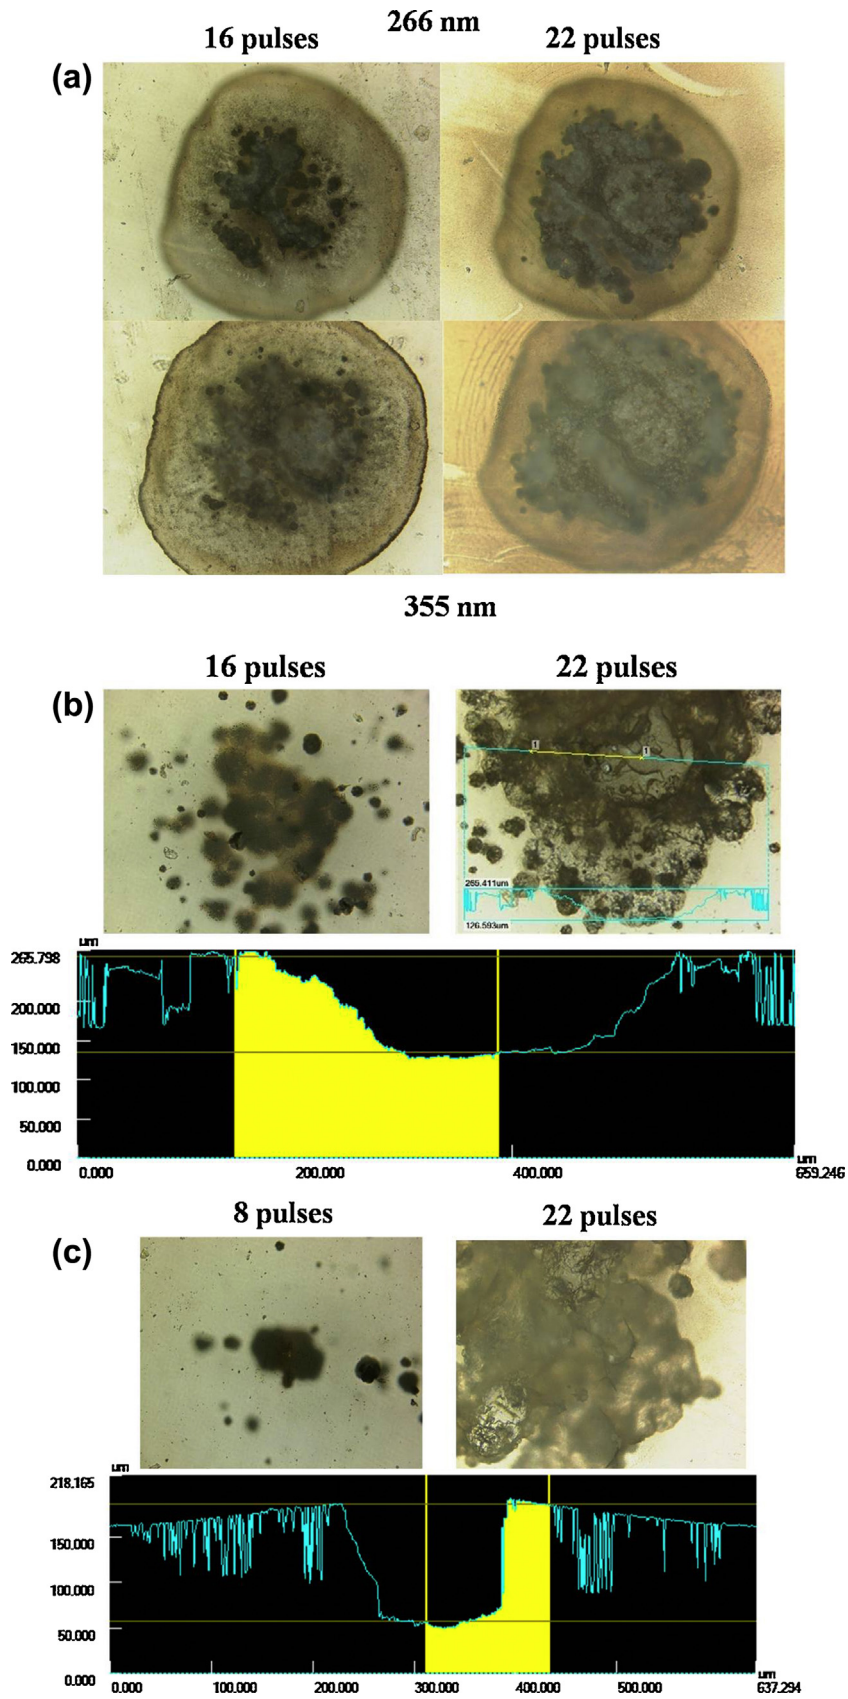 266 nm
16 pulses 22 pulses
(a)
355 nm
16 pulses 22 pulses
(b)
1 1
265.411um
126.593um
um
265.798
200.000
150.000
100.000
50.000
0.000
0.000 200.000 400.000 um
659.246
8 pulses 22 pulses
(c)
um
218.165
150.000
100.000
50.000
0.000
0.000 100.000 200.000 300.000 400.000 500.000 um
637.294